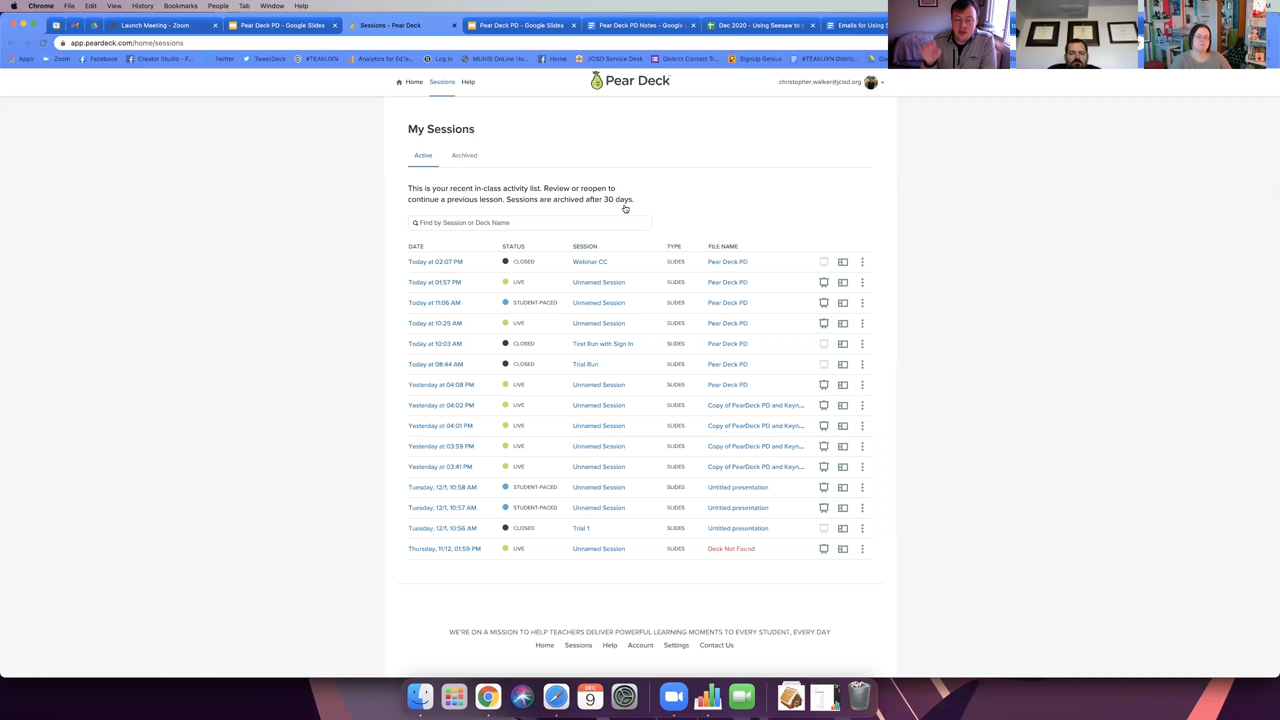 Chrome File Edit View History Bookmarks People Tab Window Help
Launch Meeting - Zoom
Pear Deck PD - Google Slides
Sessions - Pear Deck
Pear Deck PD - Google Slides
Pear Deck PD Notes - Google
Dec 2020 - Using Seesaw to
Emails for Using
app.peardeck.com/home/sessions
Apps Zoom Facebook Creator Studio - F... Twitter TweetDeck #TEAMJXN Analytics for EdTe... Log In MUNIS OnLine Ho... Home JCISD Service Desk District Contact Tr... SignUp Genius #TEAMJXN Distric...
Home Sessions Help
Pear Deck
christopher.walker@jcisd.org
My Sessions
Active Archived
This is your recent in-class activity list. Review or reopen to
continue a previous lesson. Sessions are archived after 30 days.
Find by Session or Deck Name
DATE STATUS SESSION TYPE FILE NAME
Today at 02:07 PM CLOSED Webinar CC SLIDES Pear Deck PD
Today at 01:57 PM LIVE Unnamed Session SLIDES Pear Deck PD
Today at 11:06 AM STUDENT-PACED Unnamed Session SLIDES Pear Deck PD
Today at 10:25 AM LIVE Unnamed Session SLIDES Pear Deck PD
Today at 10:03 AM CLOSED Test Run with Sign In SLIDES Pear Deck PD
Today at 08:44 AM CLOSED Trial Run SLIDES Pear Deck PD
Yesterday at 04:08 PM LIVE Unnamed Session SLIDES Pear Deck PD
Yesterday at 04:02 PM LIVE Unnamed Session SLIDES Copy of PearDeck PD and Keyn...
Yesterday at 04:01 PM LIVE Unnamed Session SLIDES Copy of PearDeck PD and Keyn...
Yesterday at 03:59 PM LIVE Unnamed Session SLIDES Copy of PearDeck PD and Keyn...
Yesterday at 03:41 PM LIVE Unnamed Session SLIDES Copy of PearDeck PD and Keyn...
Tuesday, 12/1, 10:58 AM STUDENT-PACED Unnamed Session SLIDES Untitled presentation
Tuesday, 12/1, 10:57 AM STUDENT-PACED Unnamed Session SLIDES Untitled presentation
Tuesday, 12/1, 10:56 AM CLOSED Trial 1 SLIDES Untitled presentation
Thursday, 11/12, 01:59 PM LIVE Unnamed Session SLIDES Deck Not Found
WE'RE ON A MISSION TO HELP TEACHERS DELIVER POWERFUL LEARNING MOMENTS TO EVERY STUDENT, EVERY DAY
Home Sessions Help Account Settings Contact Us
DEC
9